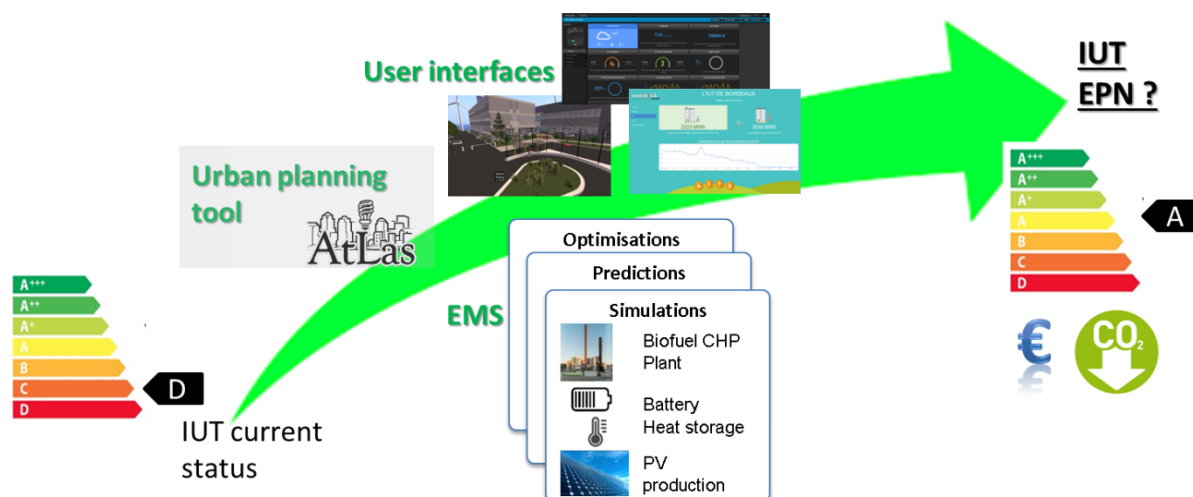 User interfaces
L'IUT DE BORDEAUX
IUT
EPN ?
Urban planning
tool
AtLas
A+++
A++
A+
A
B
C
D
D
IUT current
status
EMS
Optimisations
Predictions
Simulations
Biofuel CHP
Plant
Battery
Heat storage
PV
production
A+++
A++
A+
A
B
C
D
A
€
CO2